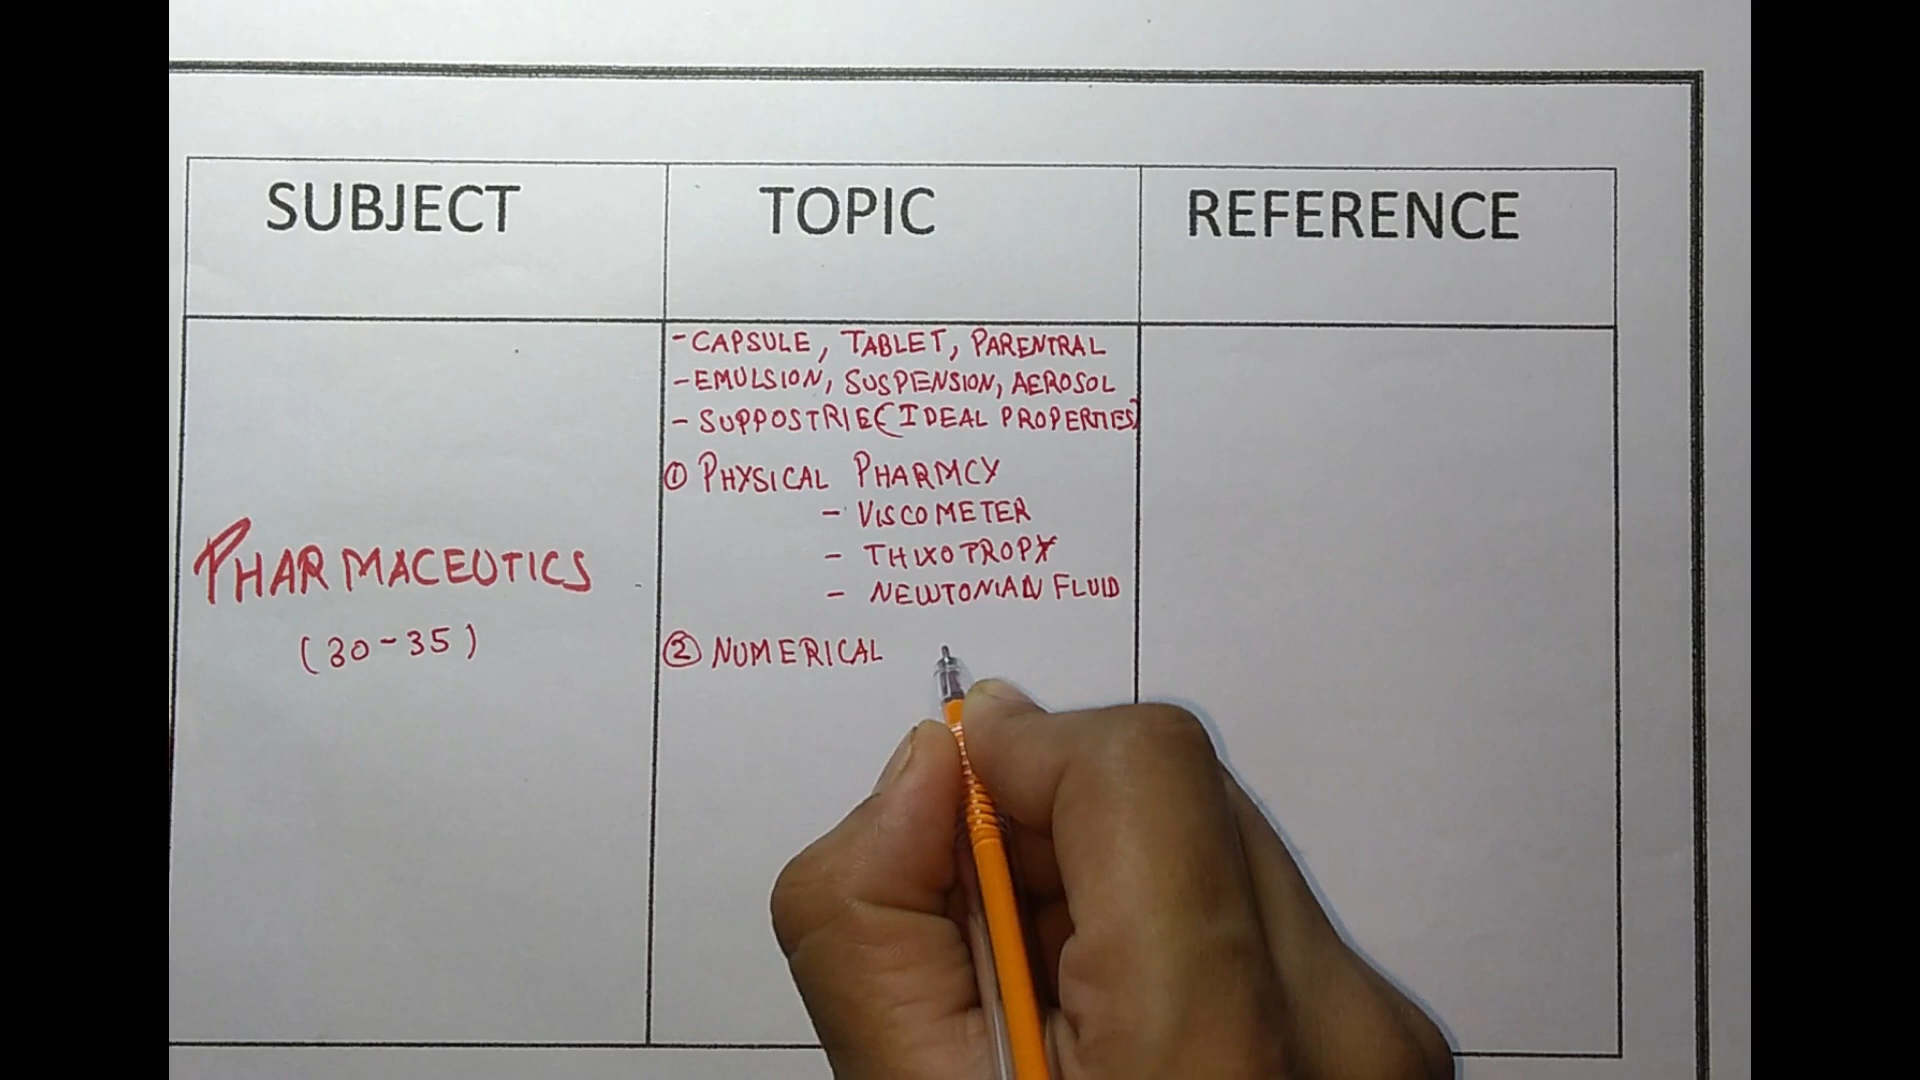 SUBJECT
TOPIC
REFERENCE
PHARMACEUTICS
(30-35)
- CAPSULE, TABLET, PARENTRAL
- EMULSION, SUSPENSION, AEROSOL
- SUPPOSTRIE (IDEAL PROPERTIES)
① PHYSICAL PHARMCY
- VISCOMETER
- THIXOTROPY
- NEWTONIAN FLUID
② NUMERICAL